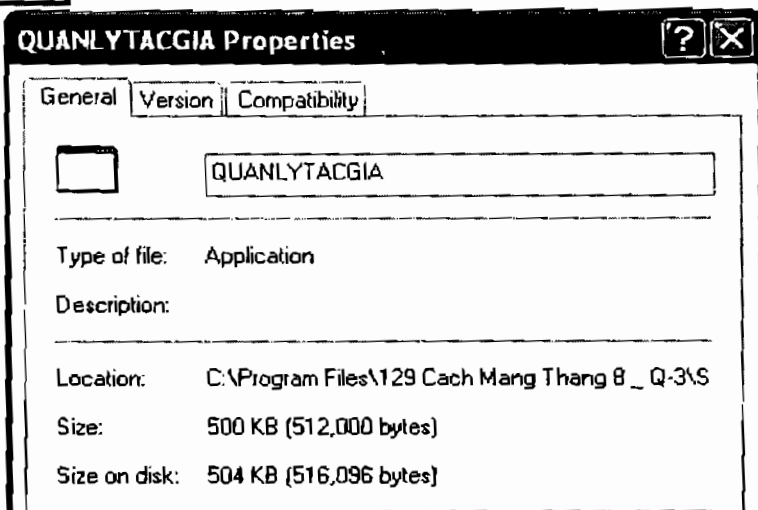 QUANLYTACGIA Properties
General Version Compatibility
QUANLYTACGIA
Type of file: Application
Description:
Location: C:\Program Files\129 Cach Mang Thang 8 _ Q-3\S
Size: 500 KB (512,000 bytes)
Size on disk: 504 KB (516,096 bytes)